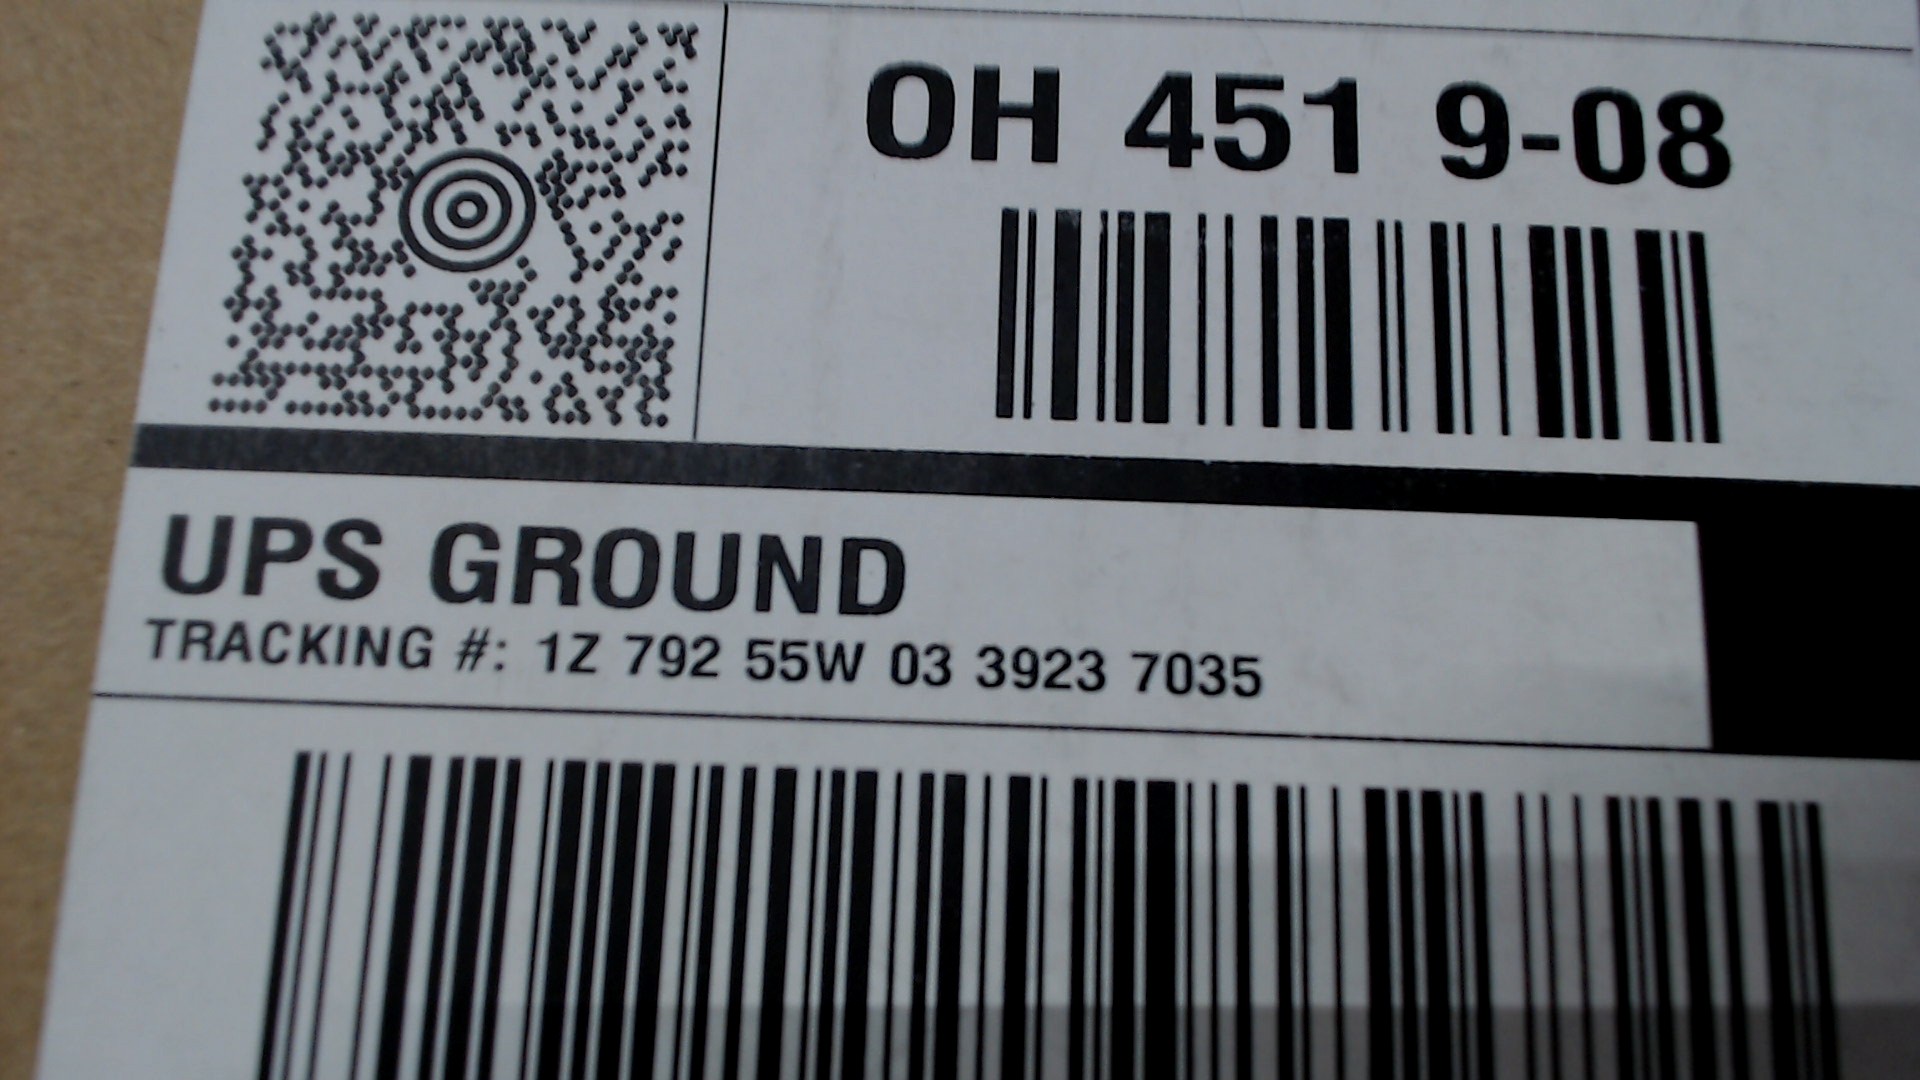 OH 451 9-08
UPS GROUND
TRACKING #: 1Z 792 55W 03 3923 7035